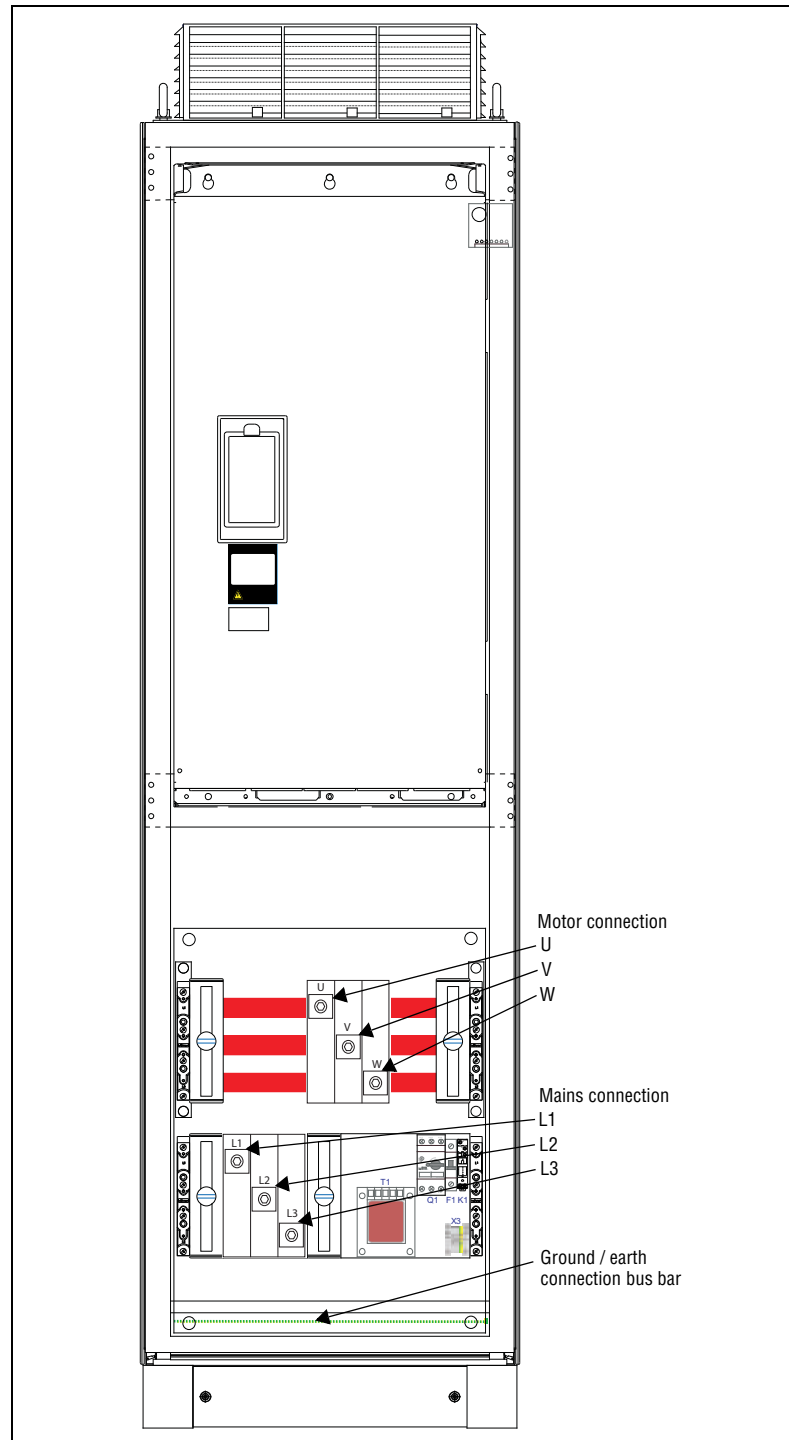 Motor connection
U
V
W
U
V
W
Mains connection
L1
L2
L3
L1
L2
L3
T1
Q1 F1 K1
X3
Ground / earth
connection bus bar